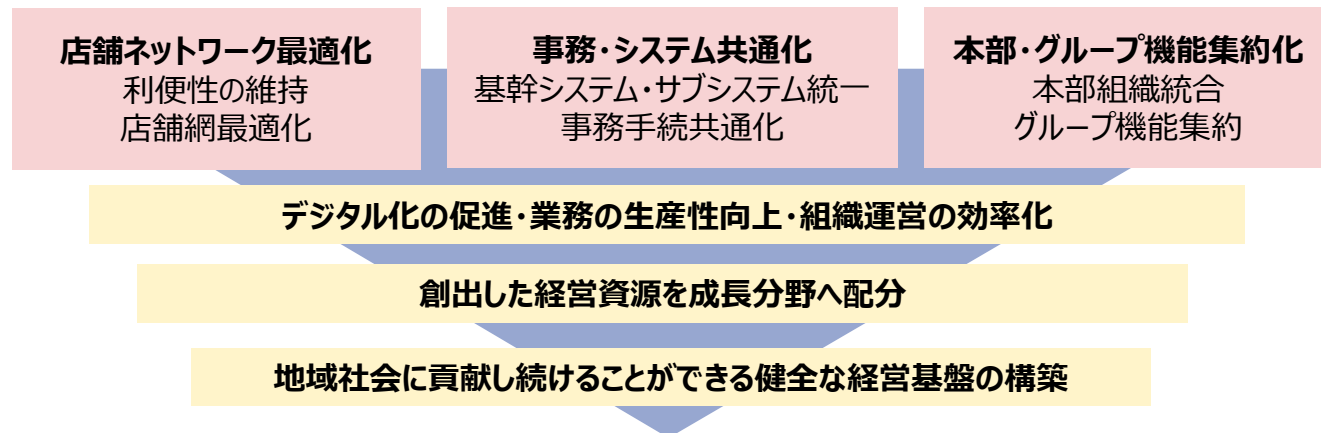 店舗ネットワーク最適化
利便性の維持
店舗網最適化
事務・システム共通化
基幹システム・サブシステム統一
事務手続共通化
本部・グループ機能集約化
本部組織統合
グループ機能集約
デジタル化の促進・業務の生産性向上・組織運営の効率化
創出した経営資源を成長分野へ配分
地域社会に貢献し続けることができる健全な経営基盤の構築